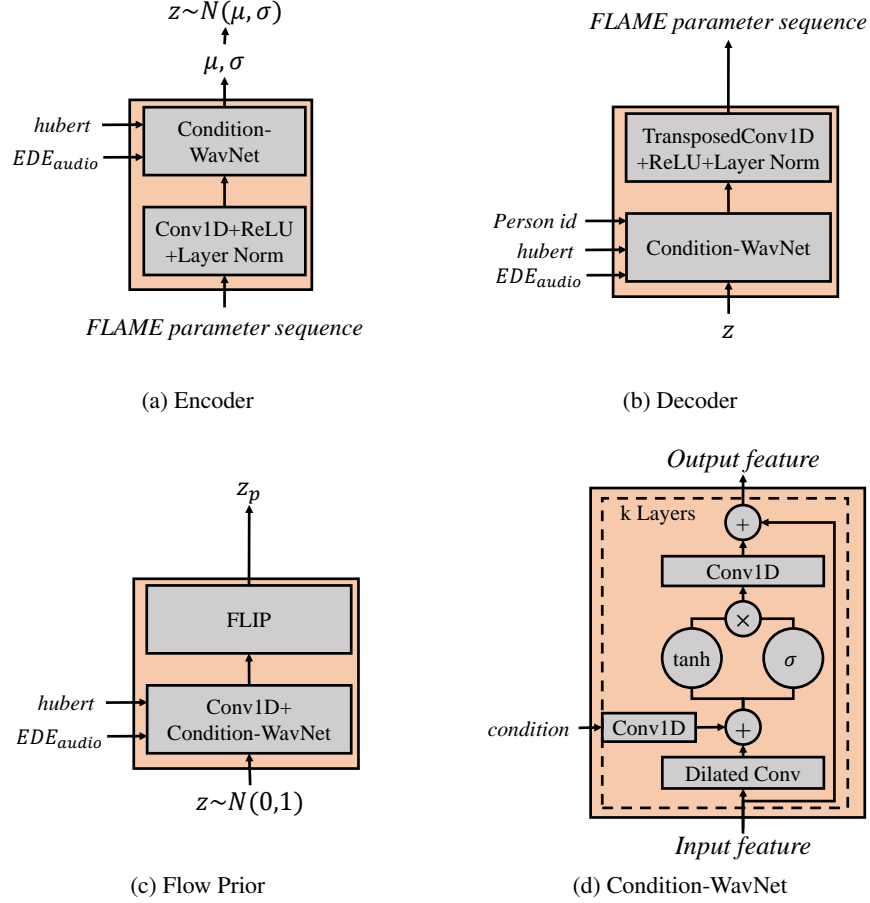 z~N(μ, σ)
μ, σ
hubert
EDE_audio
Condition-
WavNet
Conv1D+ReLU
+Layer Norm
FLAME parameter sequence
(a) Encoder
FLAME parameter sequence
TransposedConv1D
+ReLU+Layer Norm
Person id
hubert
EDE_audio
Condition-WavNet
z
(b) Decoder
z_p
FLIP
hubert
EDE_audio
Conv1D+
Condition-WavNet
z~N(0,1)
(c) Flow Prior
Output feature
k Layers
+
Conv1D
×
tanh
σ
condition
Conv1D
+
Dilated Conv
Input feature
(d) Condition-WavNet